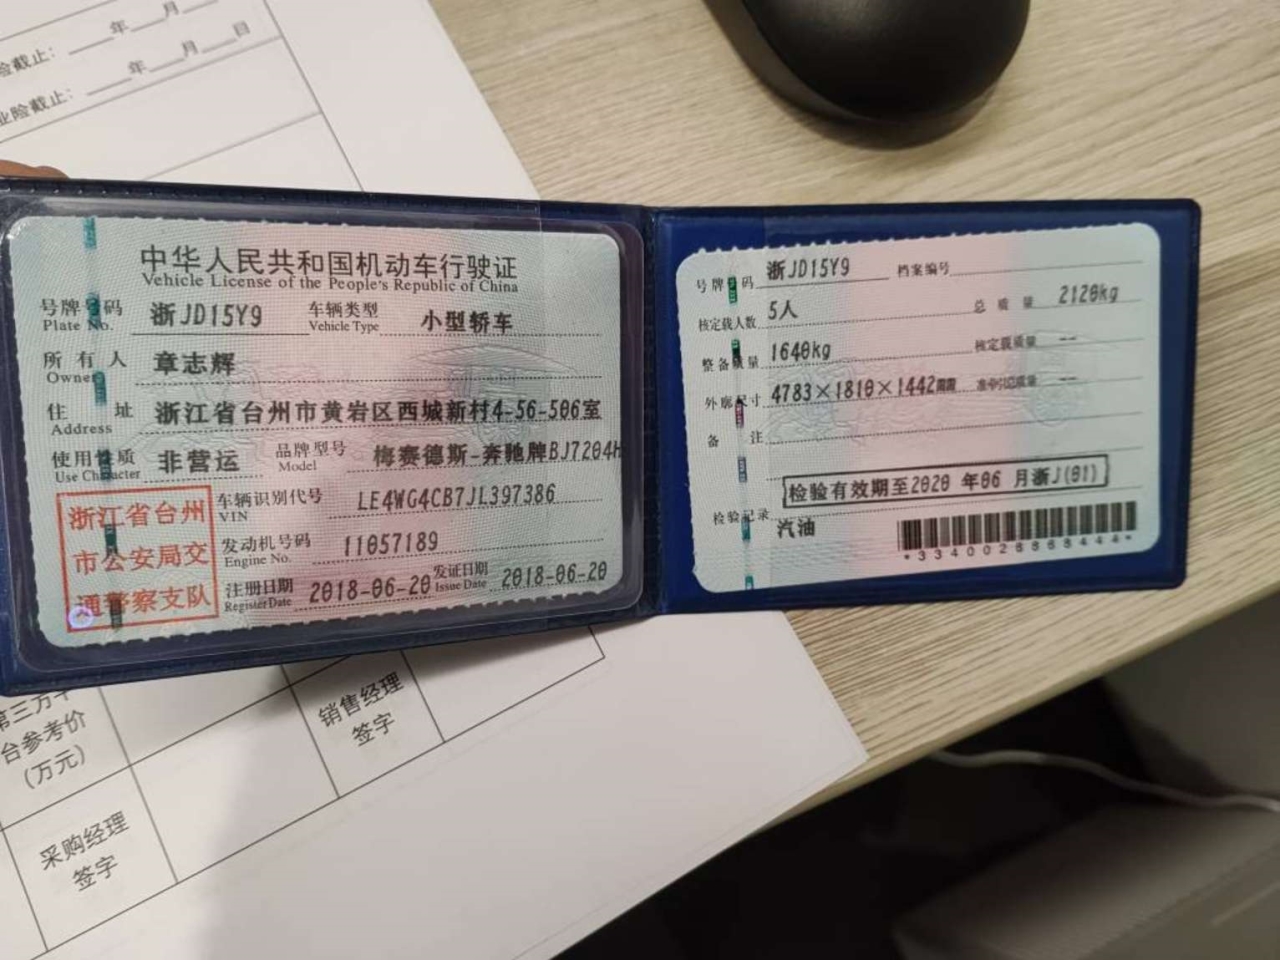 年 月
险截止: 年 月 日
业险截止:
中华人民共和国机动车行驶证
Vehicle License of the People's Republic of China
号牌号码 浙JD15Y9 车辆类型 小型轿车
Plate No. Vehicle Type
所有人 章志辉
Owner
住址 浙江省台州市黄岩区西城新村4-56-506室
Address
使用性质 非营运 品牌型号 梅赛德斯-奔驰牌BJ7204H
Use Character Model
浙江省台州
市公安局交
通警察支队
车辆识别代号 LE4WG4CB7JL397386
VIN
发动机号码 11057189
Engine No.
注册日期 2018-06-20 发证日期 2018-06-20
Register Date Issue Date
号牌号码 浙JD15Y9 档案编号
核定载人数 5人 总质量 2120kg
整备质量 1640kg 核定载质量 --
外廓尺寸 4783×1810×1442 准牵引总质量 --
备注
检验有效期至2020 年06 月浙J(01)
检验记录
汽油
台参考价
(万元)
销售经理
签字
采购经理
签字